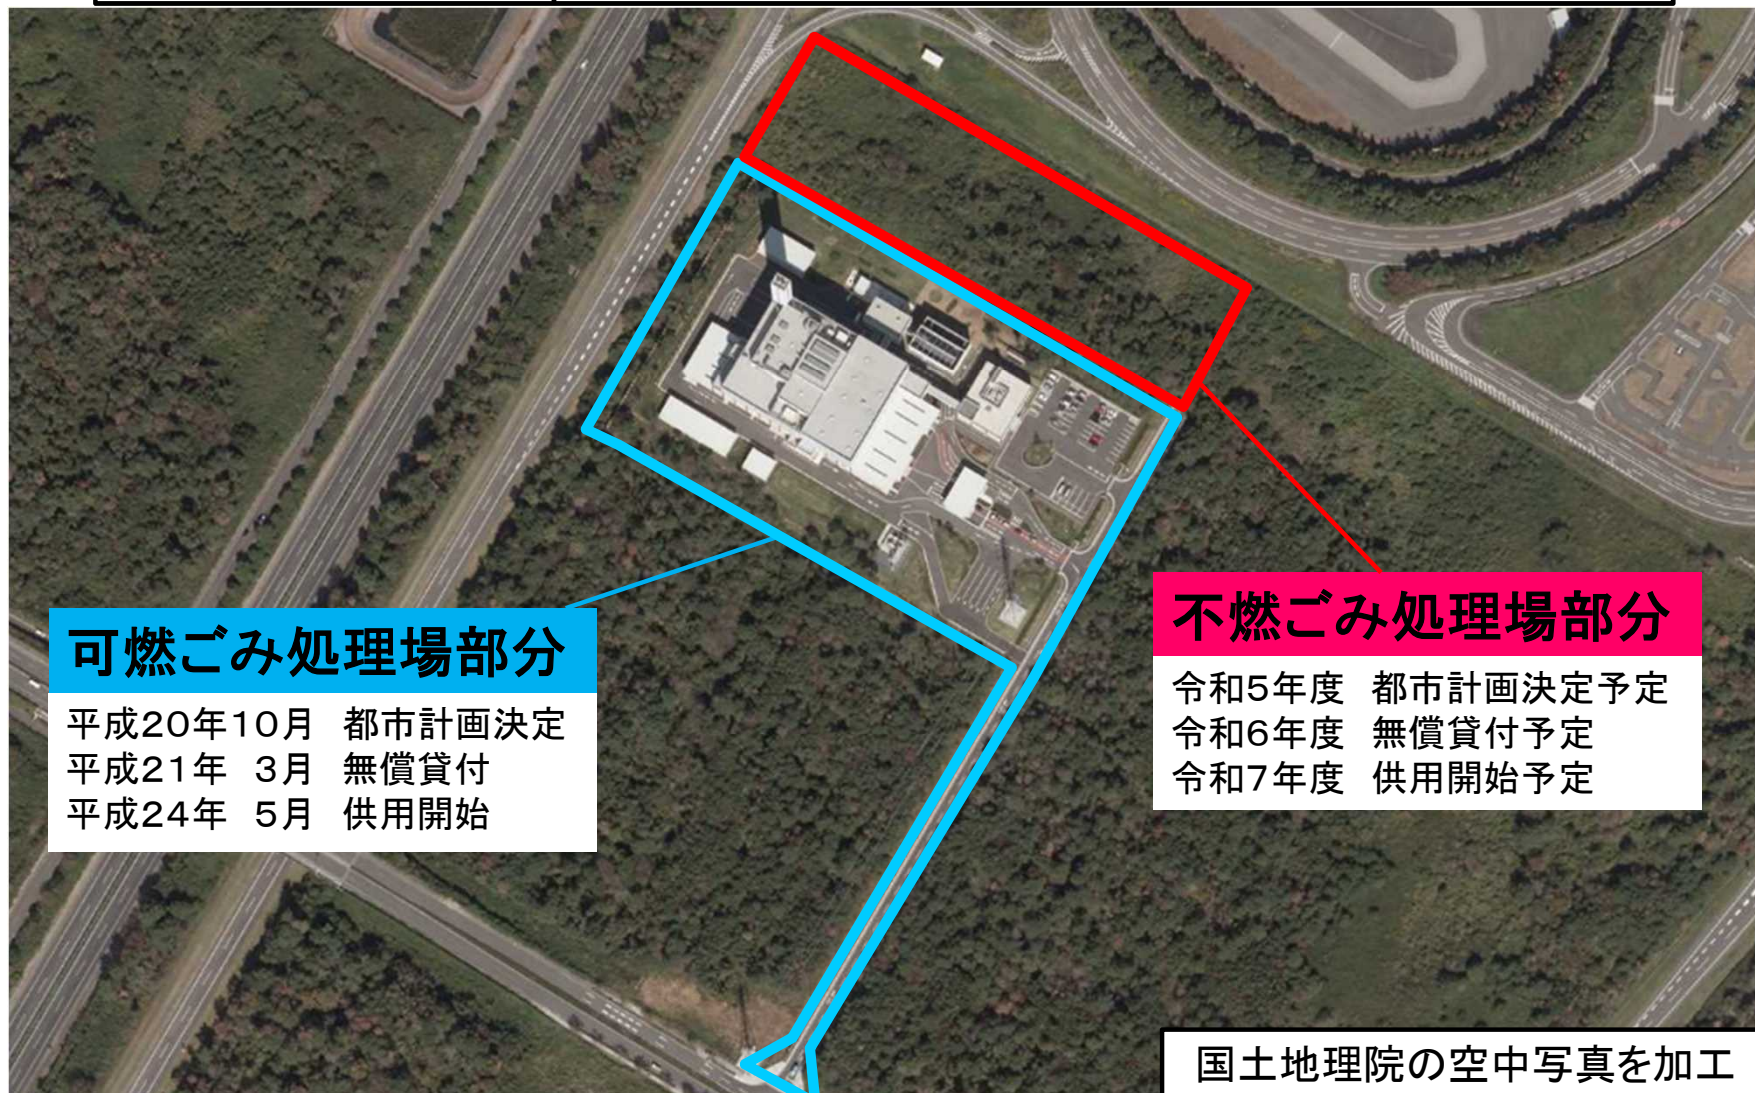 可燃ごみ処理場部分
平成20年10月　都市計画決定
平成21年　3月　無償貸付
平成24年　5月　供用開始
不燃ごみ処理場部分
令和5年度　都市計画決定予定
令和6年度　無償貸付予定
令和7年度　供用開始予定
国土地理院の空中写真を加工